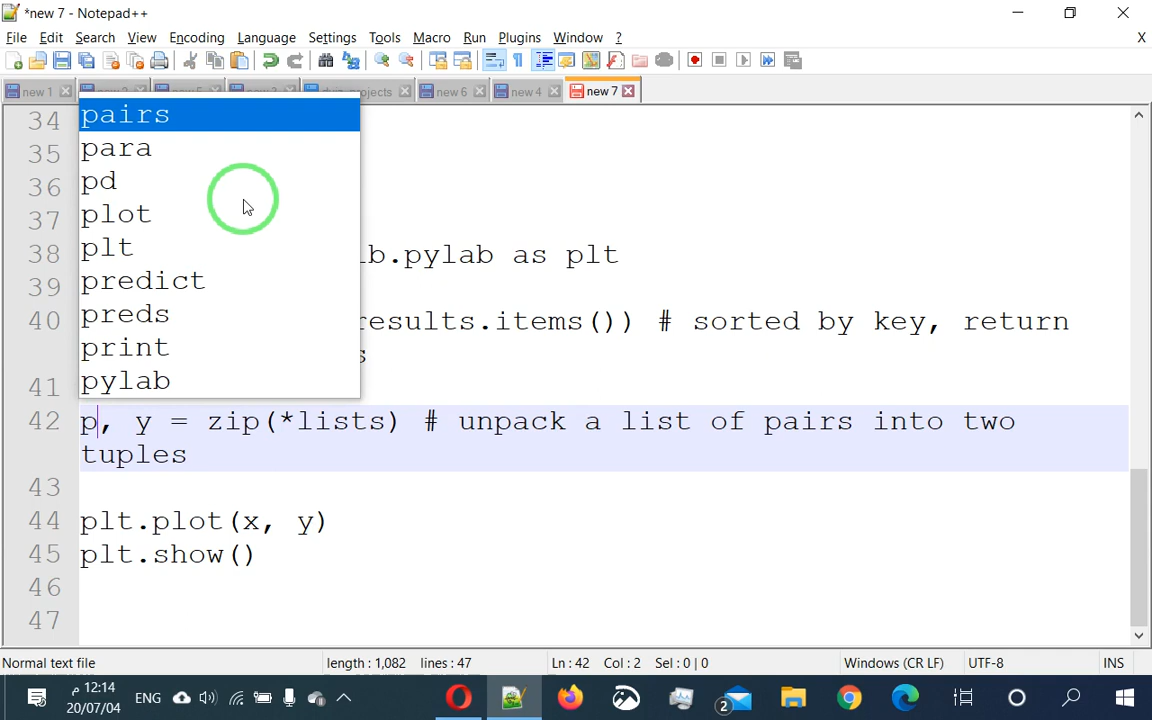 *new 7 - Notepad++
File Edit Search View Encoding Language Settings Tools Macro Run Plugins Window ? X
new 1 new 6 new 4 new 7
pairs
para
pd
plot
plt
predict
preds
print
pylab
34
35
36
37
38 b.pylab as plt
39
40 results.items()) # sorted by key, return
s
41
42 p, y = zip(*lists) # unpack a list of pairs into two
tuples
43
44 plt.plot(x, y)
45 plt.show()
46
47
Normal text file length : 1,082 lines : 47 Ln : 42 Col : 2 Sel : 0 | 0 Windows (CR LF) UTF-8 INS
12:14 م ENG 2
20/07/04